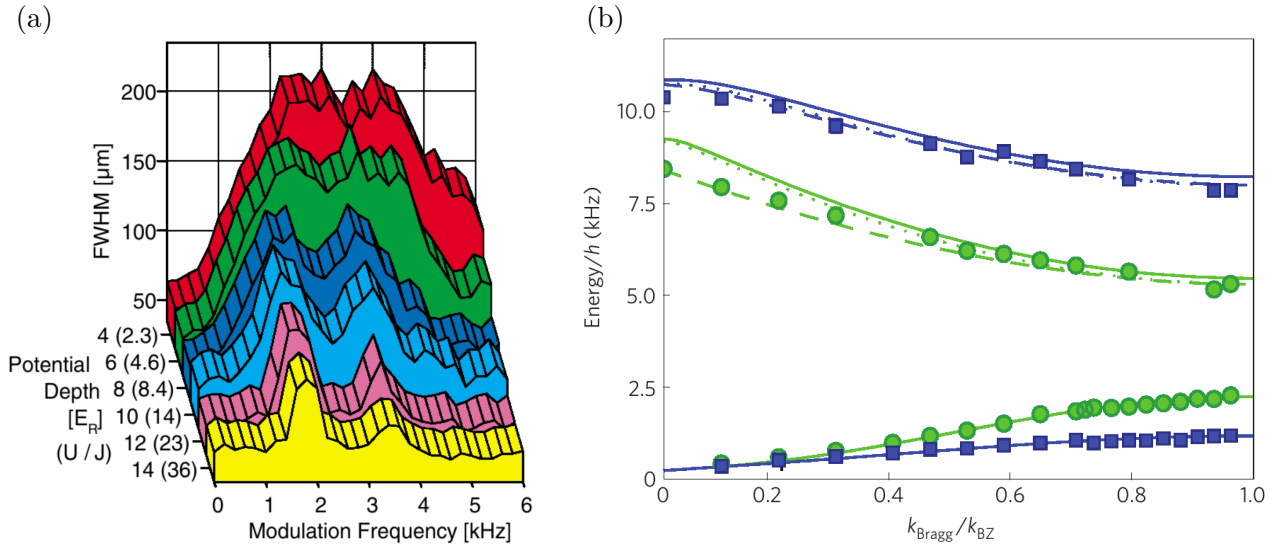 (a)
FWHM [µm]
200
150
100
50
4 (2.3)
Potential 6 (4.6)
Depth 8 (8.4)
[E_R] 10 (14)
(U / J) 12 (23)
14 (36)
0 1 2 3 4 5 6
Modulation Frequency [kHz]
(b)
Energy/h (kHz)
10.0
7.5
5.0
2.5
0
0 0.2 0.4 0.6 0.8 1.0
k_Bragg/k_BZ